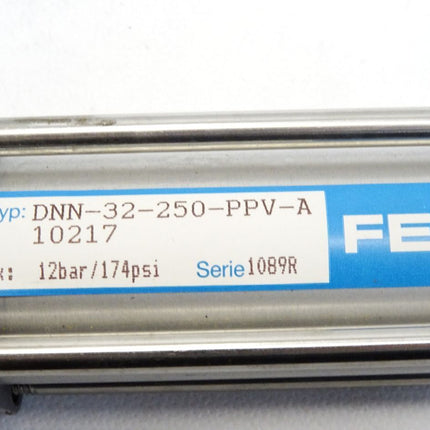 yp: DNN-32-250-PPV-A
10217
x: 12bar/174psi Serie 1089R
FE